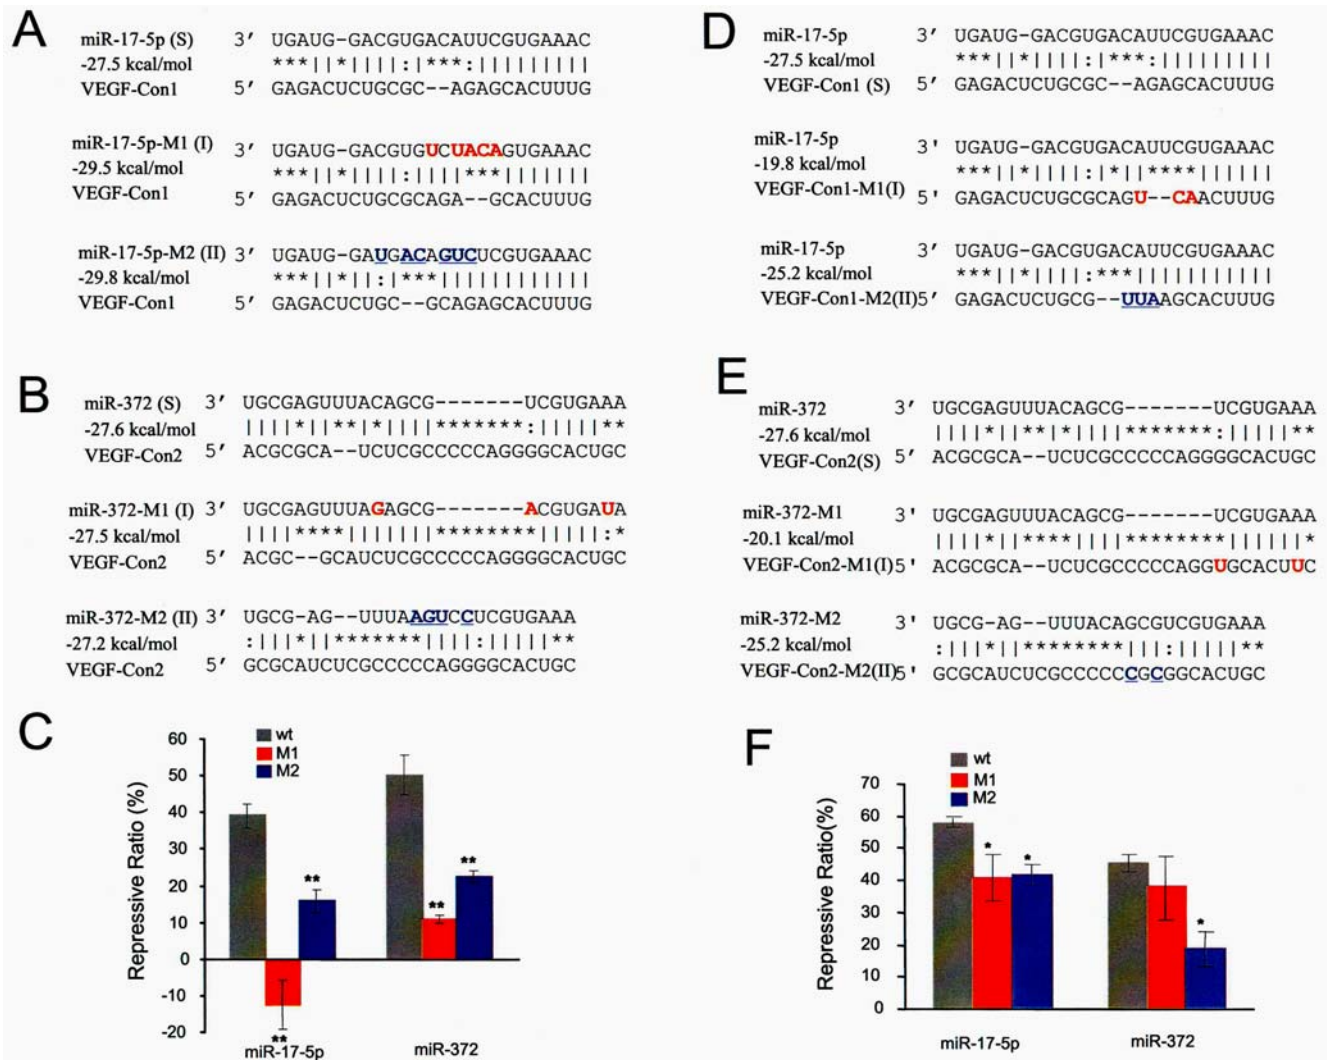 A
miR-17-5p (S) 3' UGAUG-GACGUGACAUUCGUGAAAC
-27.5 kcal/mol ***||*||||:|***:|||||||||
VEGF-Con1 5' GAGACUCUGCGC--AGAGCACUUUG
miR-17-5p-M1 (I) 3' UGAUG-GACGUGUCUACAGUGAAAC
-29.5 kcal/mol ***||*||||:||||***|||||||
VEGF-Con1 5' GAGACUCUGCGCAGA--GCACUUUG
miR-17-5p-M2 (II) 3' UGAUG-GAUGACAGUCUCGUGAAAC
-29.8 kcal/mol ***||*||:|***||||||||||||
VEGF-Con1 5' GAGACUCUGC--GCAGAGCACUUUG
B
miR-372 (S) 3' UGCGAGUUUACAGCG-------UCGUGAAA
-27.6 kcal/mol ||||*||**|*||||*******:|||||**
VEGF-Con2 5' ACGCGCA--UCUCGCCCCCAGGGGCACUGC
miR-372-M1 (I) 3' UGCGAGUUUAGAGCG-------ACGUGAUA
-27.5 kcal/mol ||||****|||||||********|||||:*
VEGF-Con2 5' ACGC--GCAUCUCGCCCCCAGGGGCACUGC
miR-372-M2 (II) 3' UGCG-AG--UUUAAGUCCUCGUGAAA
-27.2 kcal/mol :|||*||*******||||:|||||**
VEGF-Con2 5' GCGCAUCUCGCCCCCAGGGGCACUGC
C
wt
M1
M2
Repressive Ratio (%)
60
50
40
30
20
10
0
-10
-20
**
**
**
**
miR-17-5p miR-372
D
miR-17-5p 3' UGAUG-GACGUGACAUUCGUGAAAC
-27.5 kcal/mol ***||*||||:|***:|||||||||
VEGF-Con1 (S) 5' GAGACUCUGCGC--AGAGCACUUUG
miR-17-5p 3' UGAUG-GACGUGACAUUCGUGAAAC
-19.8 kcal/mol ***||*||||:|*||****||||||
VEGF-Con1-M1(I) 5' GAGACUCUGCGCAGU--CAACUUUG
miR-17-5p 3' UGAUG-GACGUGACAUUCGUGAAAC
-25.2 kcal/mol ***||*||||:***|||||||||||
VEGF-Con1-M2(II) 5' GAGACUCUGCG--UUAAGCACUUUG
E
miR-372 3' UGCGAGUUUACAGCG-------UCGUGAAA
-27.6 kcal/mol ||||*||**|*||||*******:|||||**
VEGF-Con2(S) 5' ACGCGCA--UCUCGCCCCCAGGGGCACUGC
miR-372-M1 3' UGCGAGUUUACAGCG-------UCGUGAAA
-20.1 kcal/mol ||||*||****||||********||||||*
VEGF-Con2-M1(I) 5' ACGCGCA--UCUCGCCCCCAGGUGCACUUC
miR-372-M2 3' UGCG-AG--UUUACAGCGUCGUGAAA
-25.2 kcal/mol :|||*||********|||:|||||**
VEGF-Con2-M2(II) 5' GCGCAUCUCGCCCCCCGCGGCACUGC
F
wt
M1
M2
Repressive Ratio(%)
70
60
50
40
30
20
10
0
*
*
*
miR-17-5p miR-372